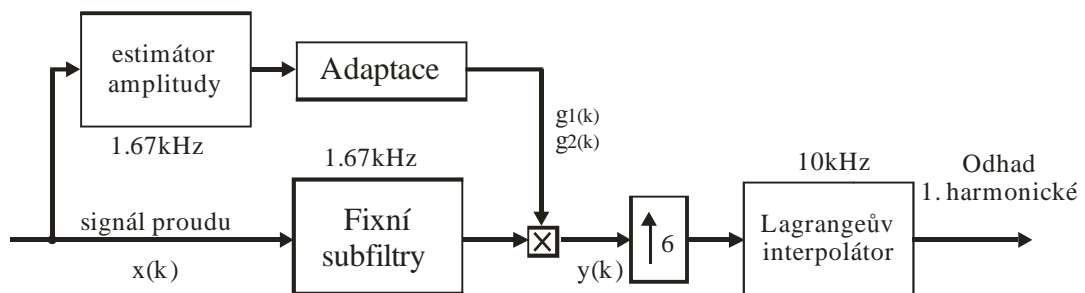 estimátor
amplitudy
Adaptace
1.67kHz
g1(k)
g2(k)
1.67kHz
10kHz
Odhad
1. harmonické
signál proudu
x(k)
Fixní
subfiltry
y(k)
6
Lagrangeův
interpolátor